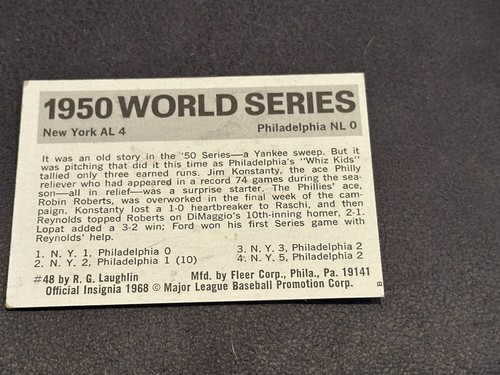 1950 WORLD SERIES
New York AL 4 Philadelphia NL 0
It was an old story in the '50 Series—a Yankee sweep. But it
was pitching that did it this time as Philadelphia's "Whiz Kids"
tallied only three earned runs. Jim Konstanty, the ace Philly
reliever who had appeared in a record 74 games during the sea-
son—all in relief—was a surprise starter. The Phillies' ace,
Robin Roberts, was overworked in the final week of the cam-
paign. Konstanty lost a 1-0 heartbreaker to Raschi, and then
Reynolds topped Roberts on DiMaggio's 10th-inning homer, 2-1.
Lopat added a 3-2 win; Ford won his first Series game with
Reynolds' help.
1. N. Y. 1, Philadelphia 0 3. N. Y. 3, Philadelphia 2
2. N. Y. 2, Philadelphia 1 (10) 4. N. Y. 5, Philadelphia 2
#48 by R. G. Laughlin Mfd. by Fleer Corp., Phila., Pa. 19141
Official Insignia 1968 © Major League Baseball Promotion Corp.
B